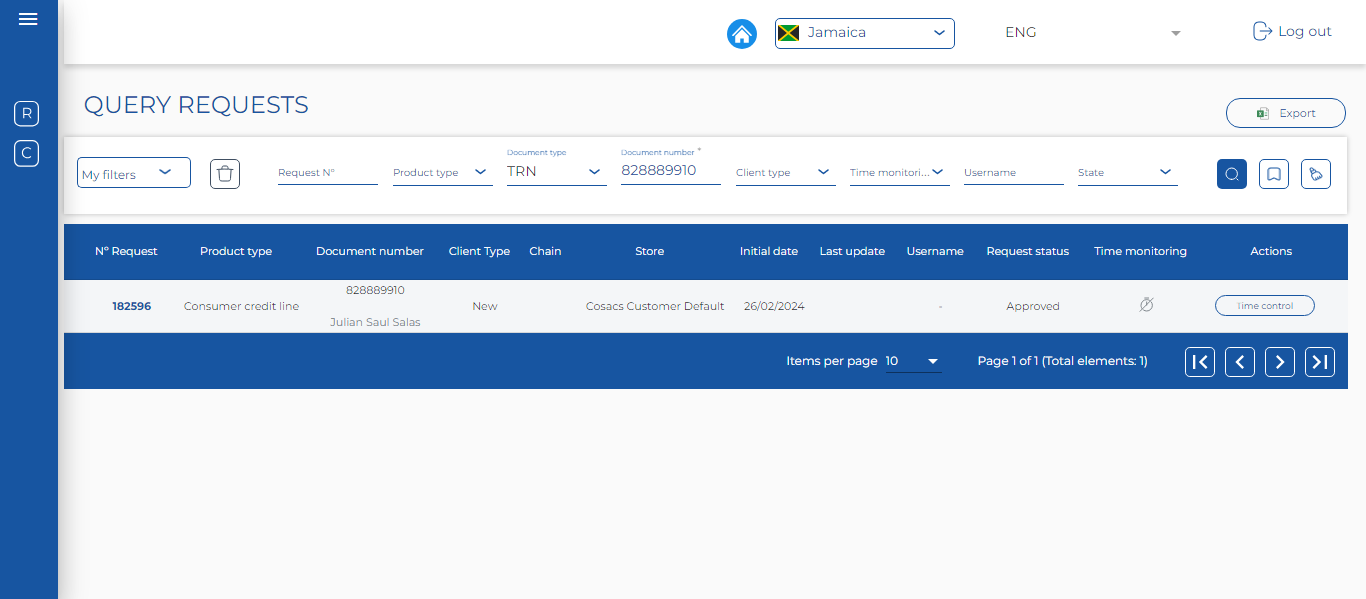 Jamaica
ENG
Log out
R
C
QUERY REQUESTS
Export
My filters
Request Nº
Product type
Document type
TRN
Document number *
828889910
Client type
Time monitori...
Username
State
Nº Request Product type Document number Client Type Chain Store Initial date Last update Username Request status Time monitoring Actions
828889910
182596 Consumer credit line New Cosacs Customer Default 26/02/2024 - Approved Time control
Julian Saul Salas
Items per page 10 Page 1 of 1 (Total elements: 1)